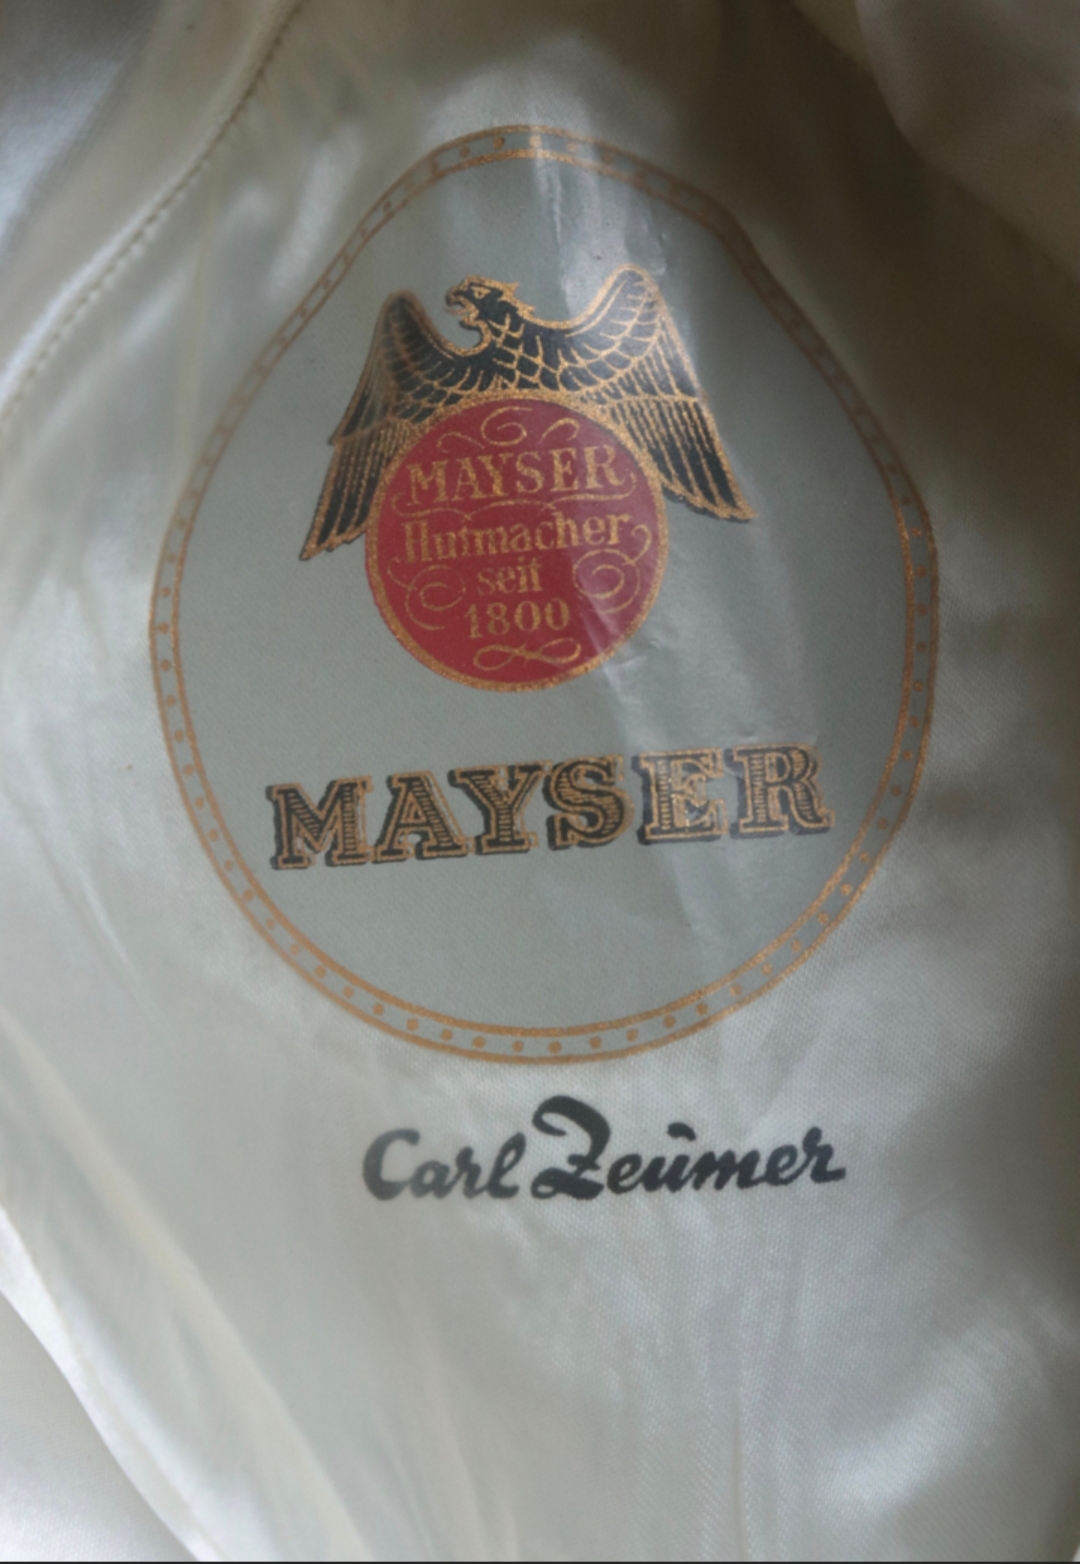 MAYSER
Hutmacher
seit
1800
MAYSER
Carl Zeumer